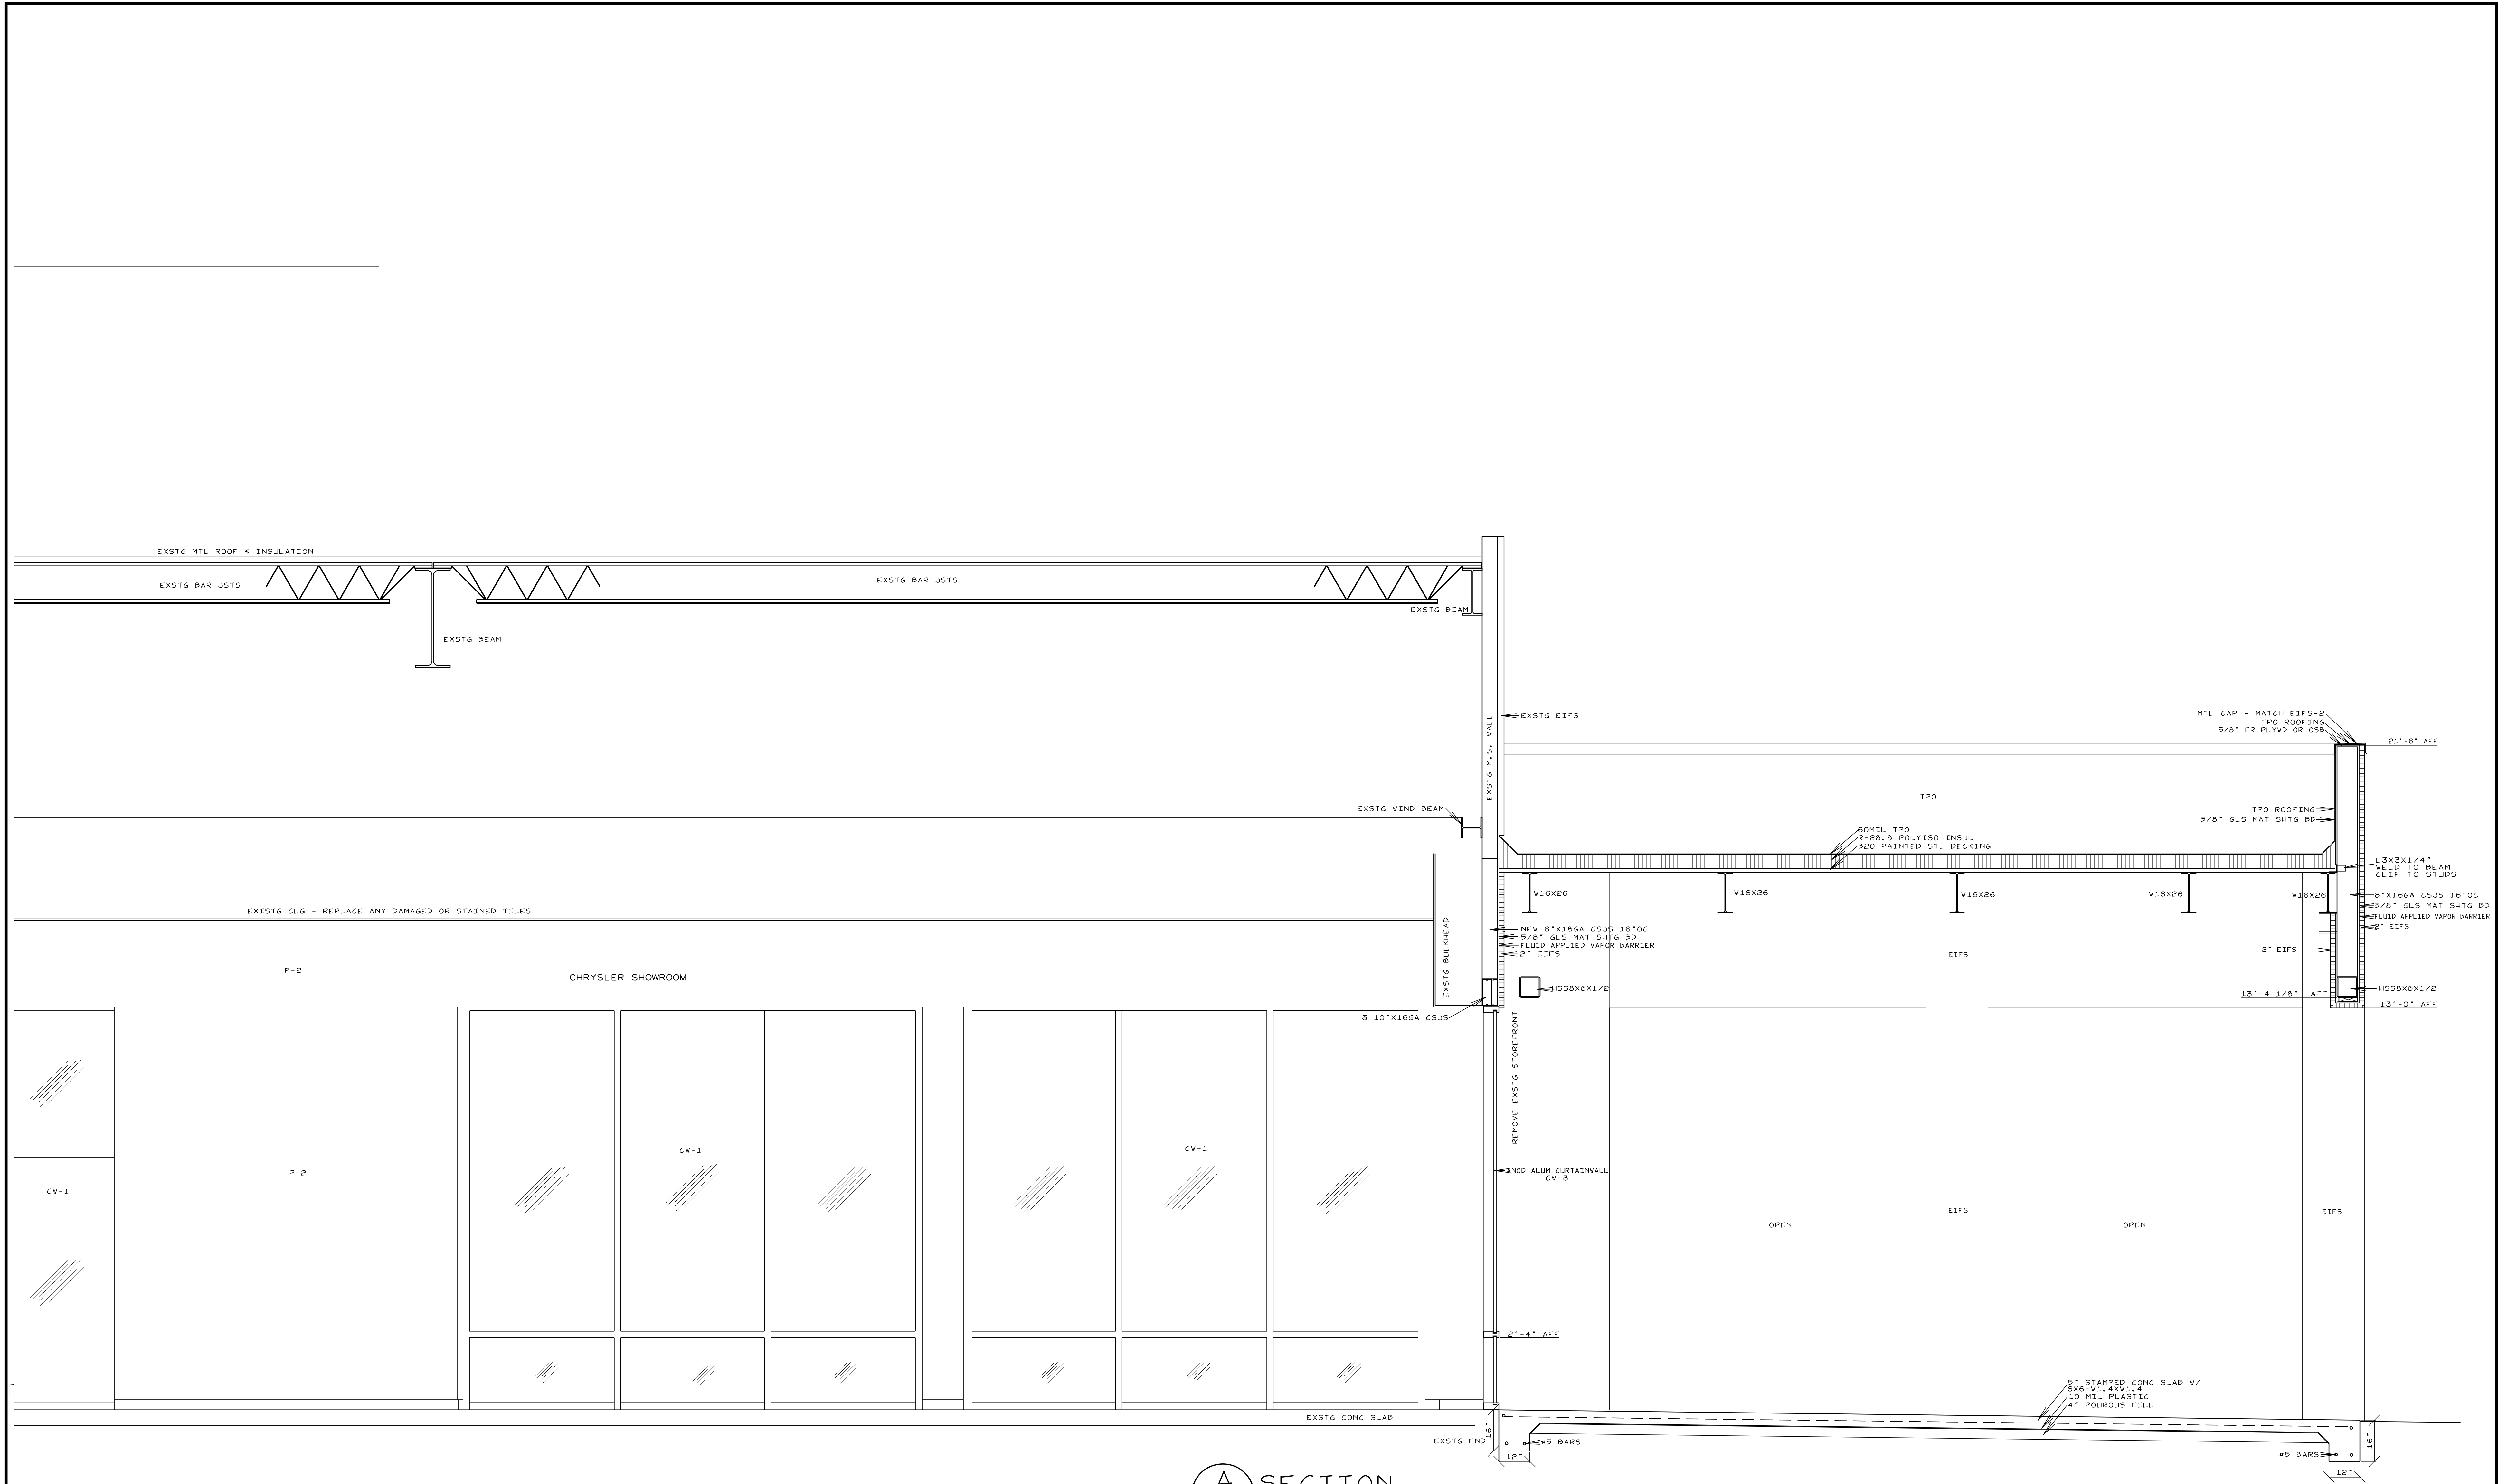 EXSTG MTL ROOF & INSULATION
EXSTG BAR JSTS
EXSTG BAR JSTS
EXSTG BEAM
EXSTG BEAM
EXSTG M.S. WALL
EXSTG EIFS
MTL CAP - MATCH EIFS-2
TPO ROOFING
5/8" FR PLYWD OR OSB
21'-6" AFF
EXSTG WIND BEAM
TPO
TPO ROOFING
5/8" GLS MAT SHTG BD
60MIL TPO
R-28.8 POLYISO INSUL
B20 PAINTED STL DECKING
L3X3X1/4"
WELD TO BEAM
CLIP TO STUDS
W16X26
W16X26
W16X26
W16X26
W16X26
8"X16GA CSJS 16"OC
5/8" GLS MAT SHTG BD
FLUID APPLIED VAPOR BARRIER
2" EIFS
EXISTG CLG - REPLACE ANY DAMAGED OR STAINED TILES
EXSTG BULKHEAD
NEW 6"X18GA CSJS 16"OC
5/8" GLS MAT SHTG BD
FLUID APPLIED VAPOR BARRIER
2" EIFS
EIFS
2" EIFS
P-2
CHRYSLER SHOWROOM
HSS8X8X1/2
HSS8X8X1/2
13'-4 1/8" AFF
13'-0" AFF
3 10"X16GA CSJS
REMOVE EXSTG STOREFRONT
CW-1
CW-1
P-2
CW-1
ANOD ALUM CURTAINWALL
CW-3
EIFS
EIFS
OPEN
OPEN
2'-4" AFF
5" STAMPED CONC SLAB W/
6X6-W1.4XW1.4
10 MIL PLASTIC
4" POUROUS FILL
EXSTG CONC SLAB
EXSTG FND
16"
#5 BARS
12"
#5 BARS
16"
12"
A SECTION